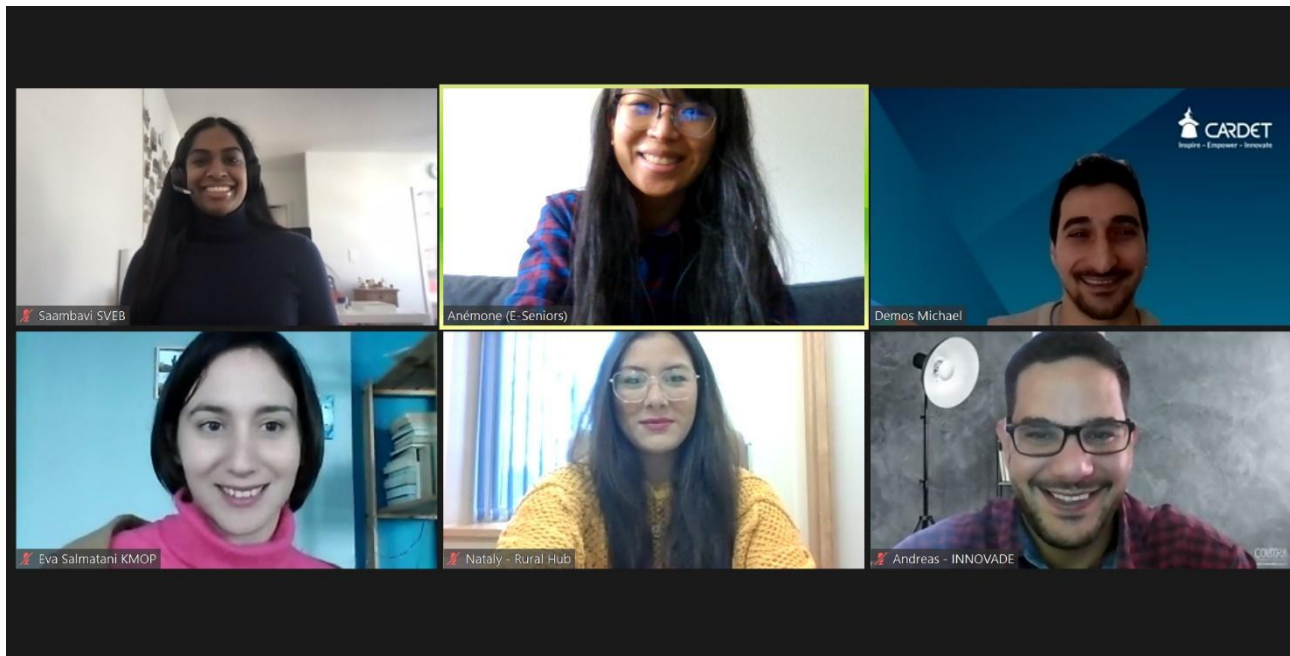 CARDET
Inspire – Empower – Innovate
Saambavi SVEB
Anémone (E-Seniors)
Demos Michael
Eva Salmatani KMOP
Nataly - Rural Hub
Andreas - INNOVADE